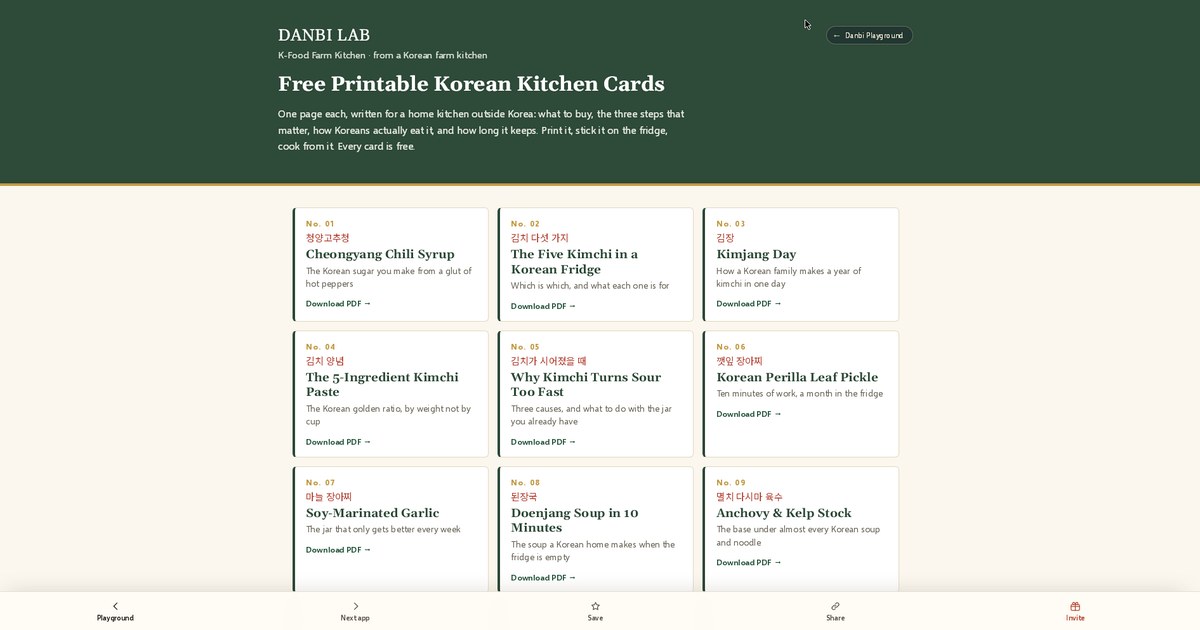 DANBI LAB
← Danbi Playground
K-Food Farm Kitchen · from a Korean farm kitchen
Free Printable Korean Kitchen Cards
One page each, written for a home kitchen outside Korea: what to buy, the three steps that
matter, how Koreans actually eat it, and how long it keeps. Print it, stick it on the fridge,
cook from it. Every card is free.
No. 01
청양고추청
Cheongyang Chili Syrup
The Korean sugar you make from a glut of
hot peppers
Download PDF →
No. 02
김치 다섯 가지
The Five Kimchi in a
Korean Fridge
Which is which, and what each one is for
Download PDF →
No. 03
김장
Kimjang Day
How a Korean family makes a year of
kimchi in one day
Download PDF →
No. 04
김치 양념
The 5-Ingredient Kimchi
Paste
The Korean golden ratio, by weight not by
cup
Download PDF →
No. 05
김치가 시어졌을 때
Why Kimchi Turns Sour
Too Fast
Three causes, and what to do with the jar
you already have
Download PDF →
No. 06
깻잎 장아찌
Korean Perilla Leaf Pickle
Ten minutes of work, a month in the fridge
Download PDF →
No. 07
마늘 장아찌
Soy-Marinated Garlic
The jar that only gets better every week
Download PDF →
No. 08
된장국
Doenjang Soup in 10
Minutes
The soup a Korean home makes when the
fridge is empty
Download PDF →
No. 09
멸치 다시마 육수
Anchovy & Kelp Stock
The base under almost every Korean soup
and noodle
Download PDF →
Playground
Next app
Save
Share
Invite